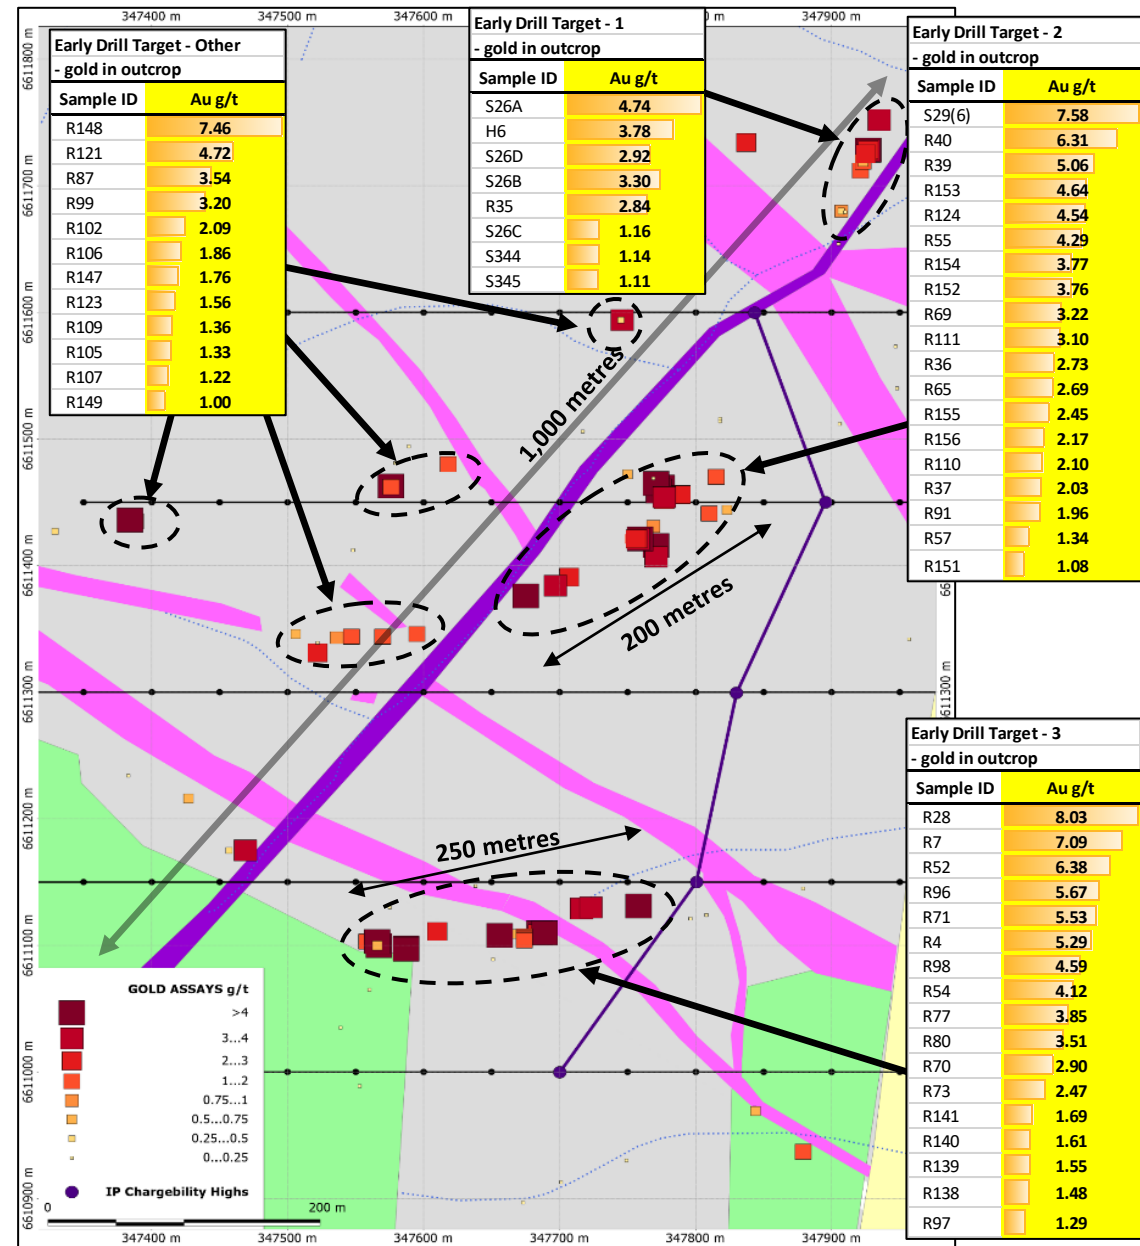 347400 m
347500 m
347600 m
0 m
347900 m
Early Drill Target - Other
- gold in outcrop
Sample ID Au g/t
R148 7.46
R121 4.72
R87 3.54
R99 3.20
R102 2.09
R106 1.86
R147 1.76
R123 1.56
R109 1.36
R105 1.33
R107 1.22
R149 1.00
Early Drill Target - 1
- gold in outcrop
Sample ID Au g/t
S26A 4.74
H6 3.78
S26D 2.92
S26B 3.30
R35 2.84
S26C 1.16
S344 1.14
S345 1.11
Early Drill Target - 2
- gold in outcrop
Sample ID Au g/t
S29(6) 7.58
R40 6.31
R39 5.06
R153 4.64
R124 4.54
R55 4.29
R154 3.77
R152 3.76
R69 3.22
R111 3.10
R36 2.73
R65 2.69
R155 2.45
R156 2.17
R110 2.10
R37 2.03
R91 1.96
R57 1.34
R151 1.08
Early Drill Target - 3
- gold in outcrop
Sample ID Au g/t
R28 8.03
R7 7.09
R52 6.38
R96 5.67
R71 5.53
R4 5.29
R98 4.59
R54 4.12
R77 3.85
R80 3.51
R70 2.90
R73 2.47
R141 1.69
R140 1.61
R139 1.55
R138 1.48
R97 1.29
6611800 m
6611700 m
6611600 m
6611500 m
6611400 m
6611300 m
6611200 m
6611100 m
6611000 m
6610900 m
66
6611300 m
1,000 metres
200 metres
250 metres
GOLD ASSAYS g/t
>4
3...4
2...3
1...2
0.75...1
0.5...0.75
0.25...0.5
0...0.25
IP Chargebility Highs
0 200 m
347400 m
347500 m
347600 m
347700 m
347800 m
347900 m